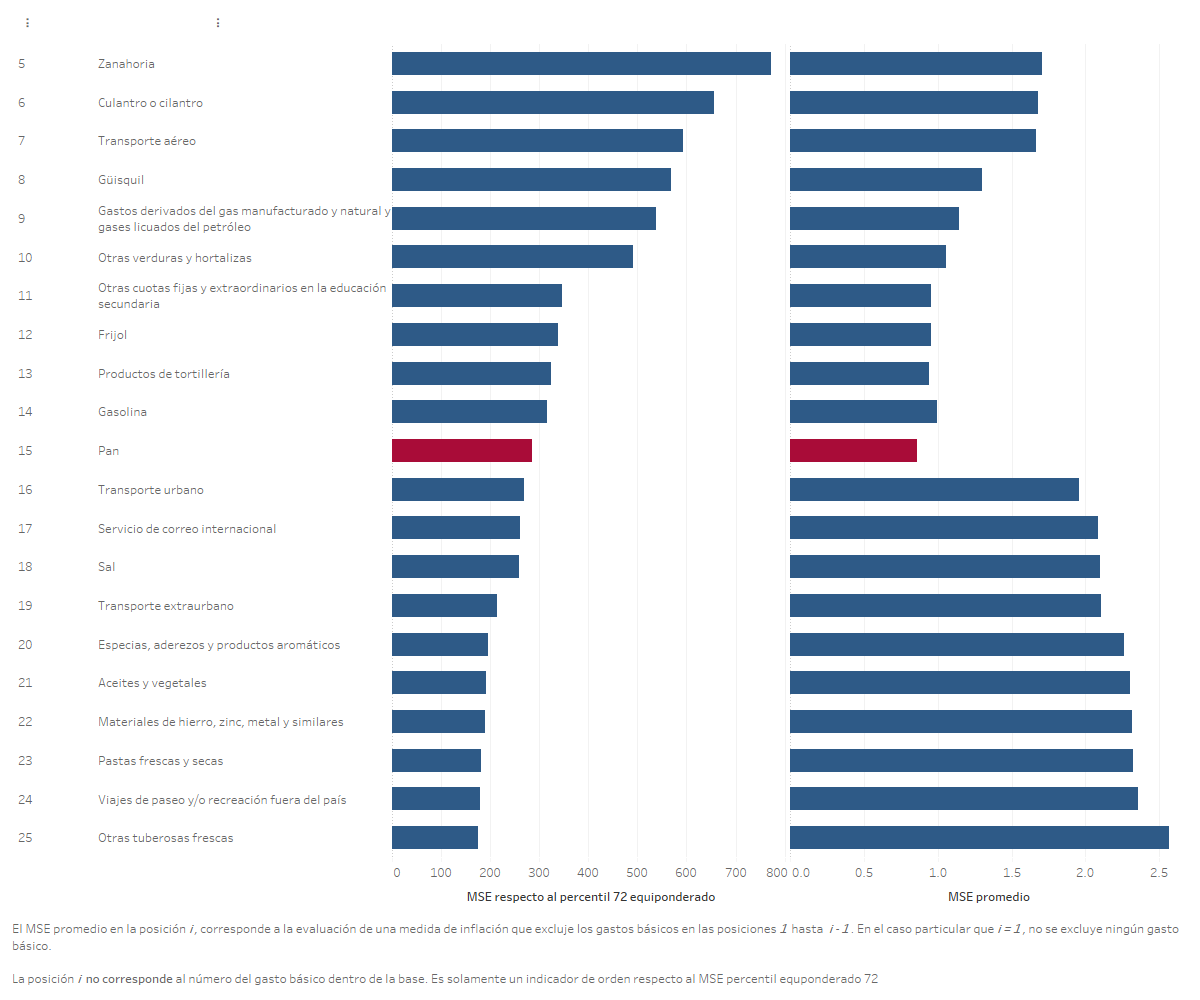 5 Zanahoria
6 Culantro o cilantro
7 Transporte aéreo
8 Güisquil
9 Gastos derivados del gas manufacturado y natural y
gases licuados del petróleo
10 Otras verduras y hortalizas
11 Otras cuotas fijas y extraordinarios en la educación
secundaria
12 Frijol
13 Productos de tortillería
14 Gasolina
15 Pan
16 Transporte urbano
17 Servicio de correo internacional
18 Sal
19 Transporte extraurbano
20 Especias, aderezos y productos aromáticos
21 Aceites y vegetales
22 Materiales de hierro, zinc, metal y similares
23 Pastas frescas y secas
24 Viajes de paseo y/o recreación fuera del país
25 Otras tuberosas frescas
0 100 200 300 400 500 600 700 800 0.0 0.5 1.0 1.5 2.0 2.5
MSE respecto al percentil 72 equiponderado MSE promedio
El MSE promedio en la posición i, corresponde a la evaluación de una medida de inflación que excluje los gastos básicos en las posiciones 1 hasta i-1. En el caso particular que i=1, no se excluye ningún gasto
básico.
La posición i no corresponde al número del gasto básico dentro de la base. Es solamente un indicador de orden respecto al MSE percentil equponderado 72